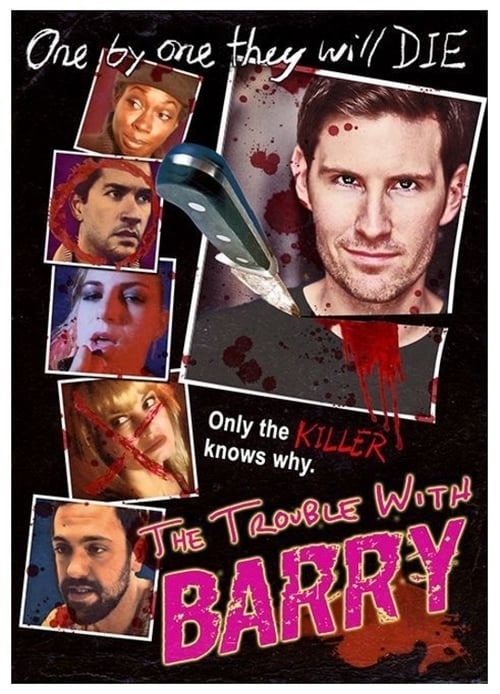 One by one they will DIE
Only the KILLER
knows why.
THE TROUBLE WITH
BARRY